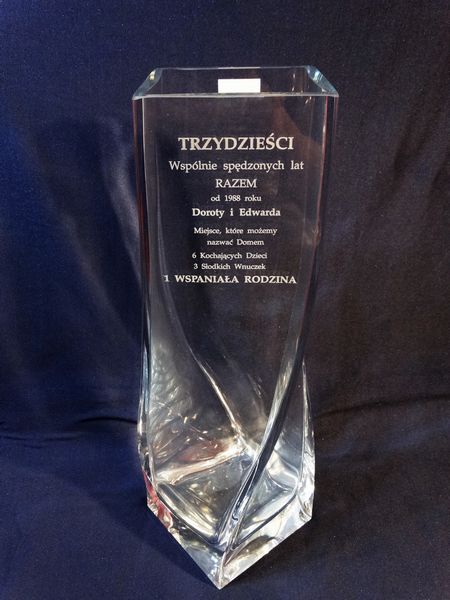 TRZYDZIEŚCI
Wspólnie spędzonych lat
RAZEM
od 1988 roku
Doroty i Edwarda
Miejsce, które możemy
nazwać Domem
6 Kochających Dzieci
3 Słodkich Wnuczek
1 WSPANIAŁA RODZINA